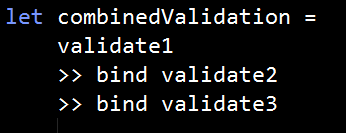 let combinedValidation =
    validate1
    >> bind validate2
    >> bind validate3